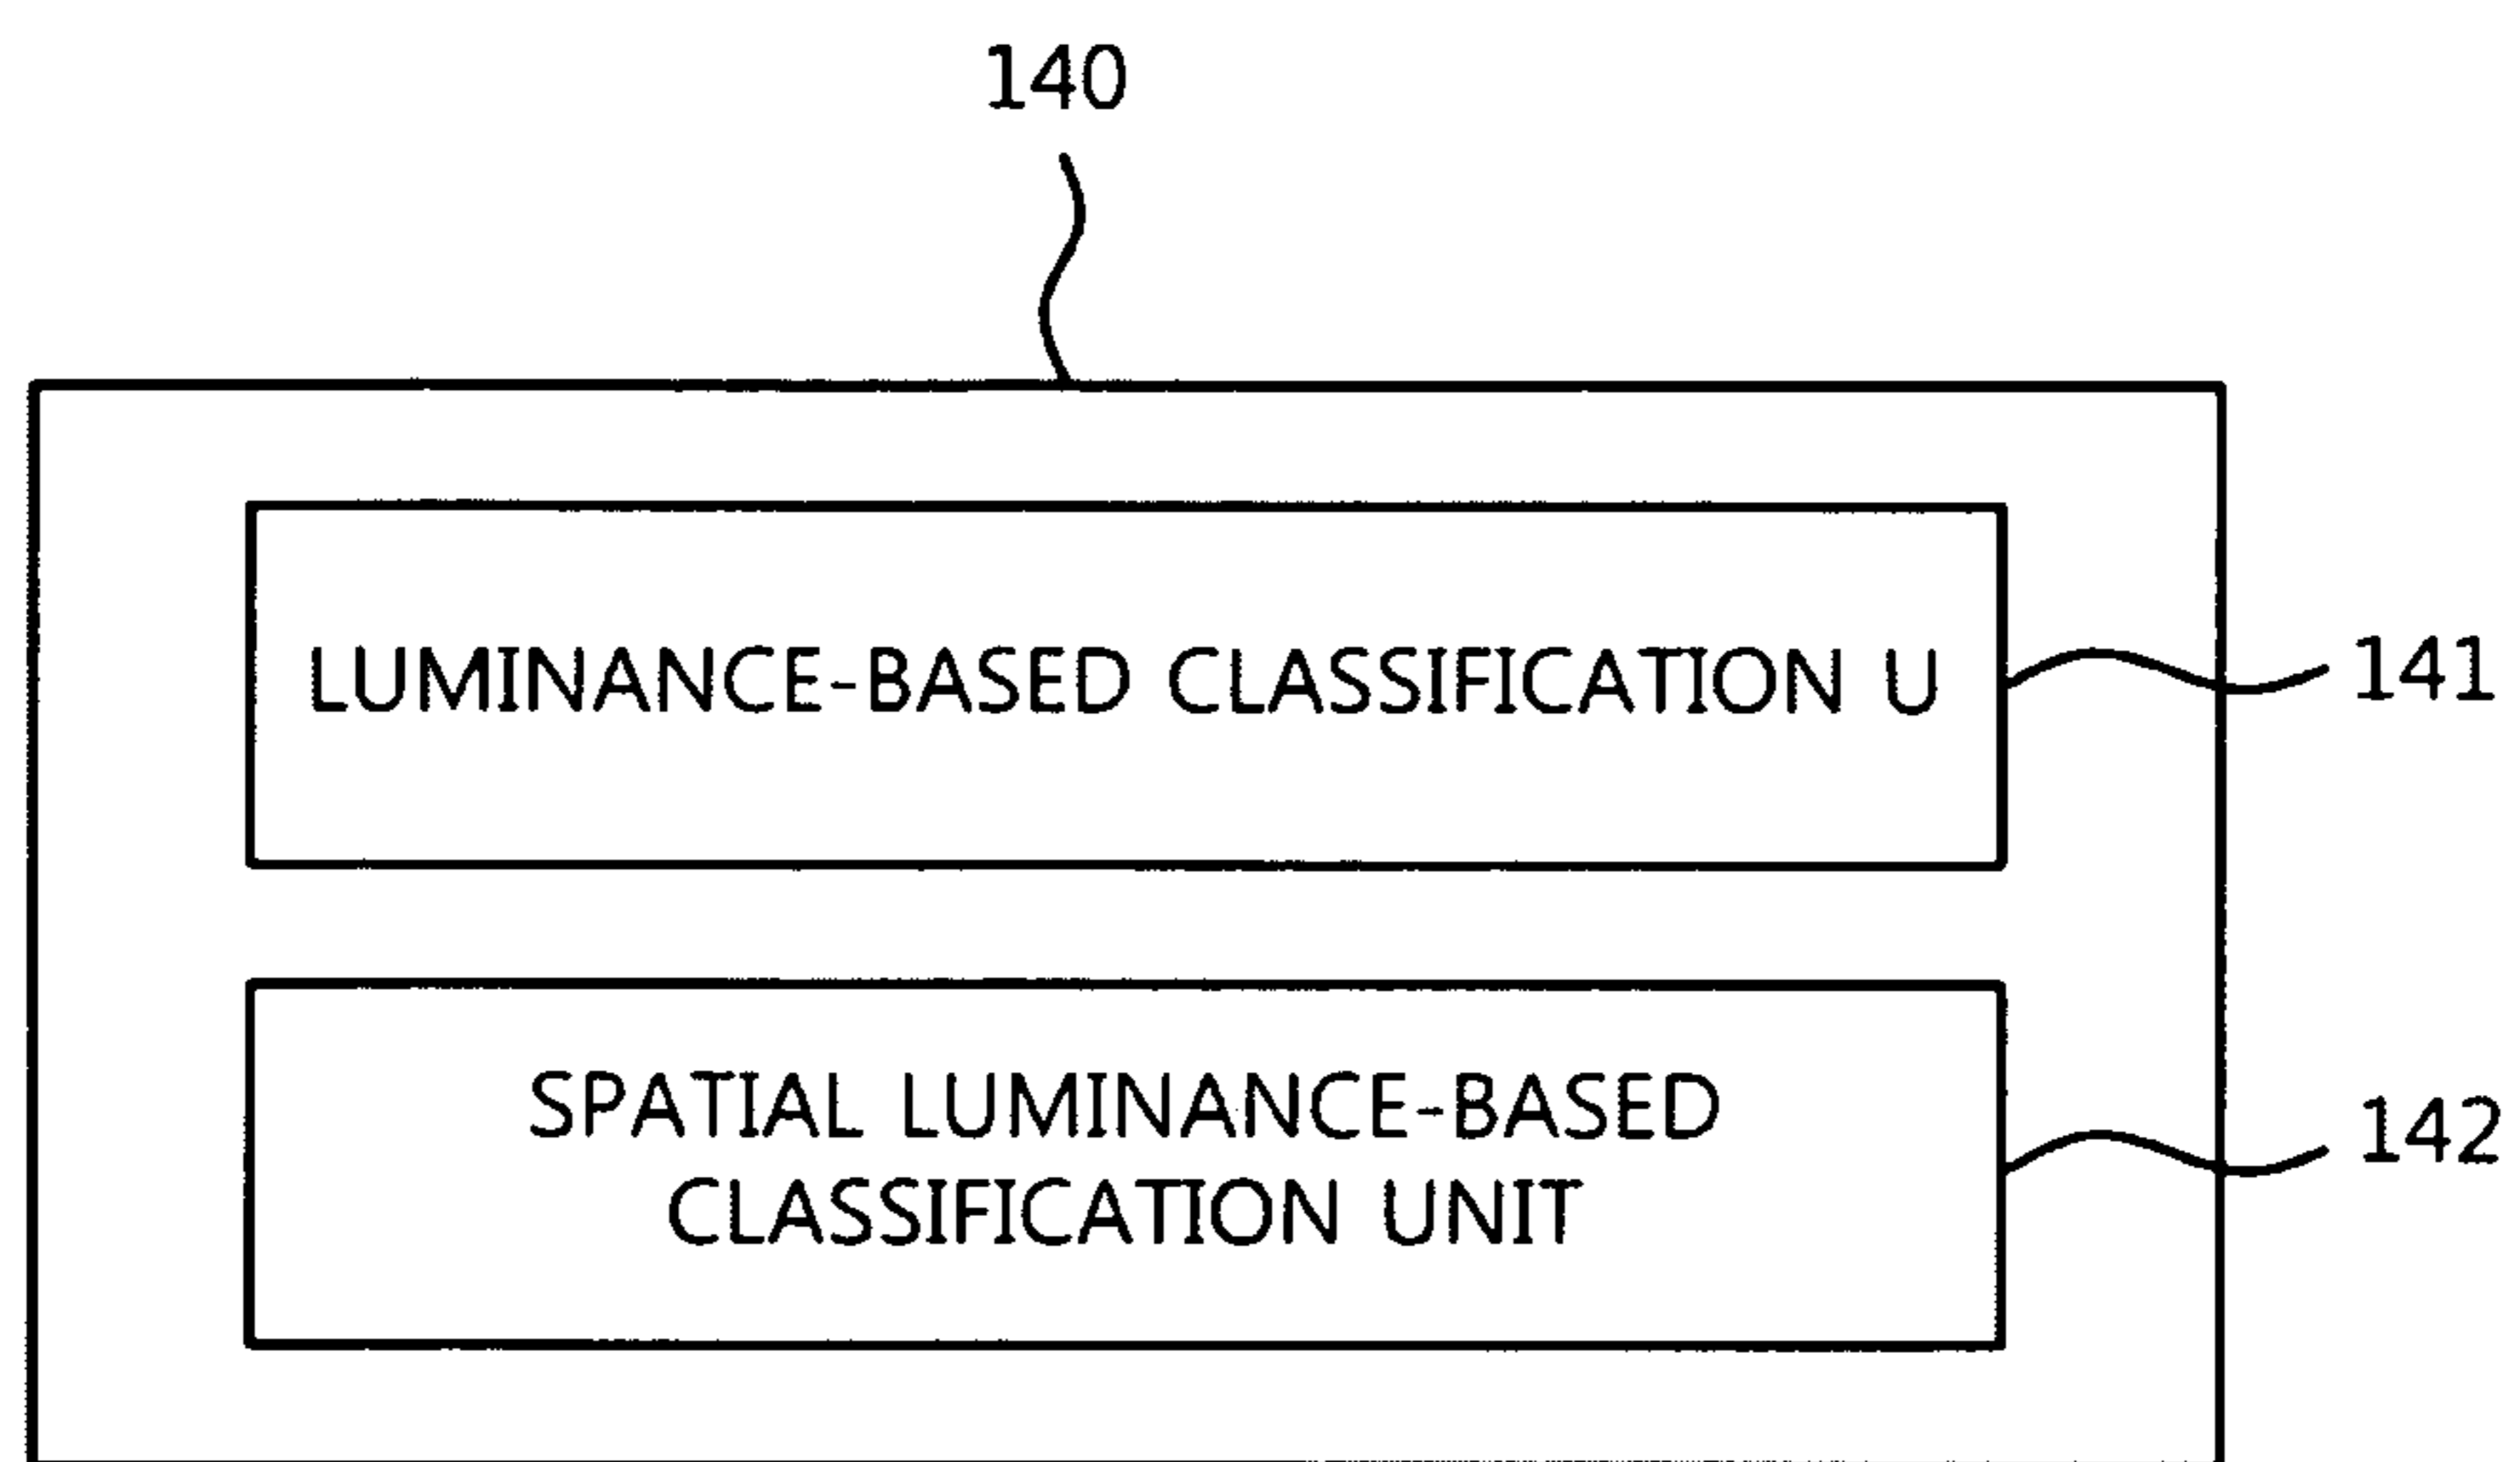 140
LUMINANCE-BASED CLASSIFICATION U
141
SPATIAL LUMINANCE-BASED
CLASSIFICATION UNIT
142